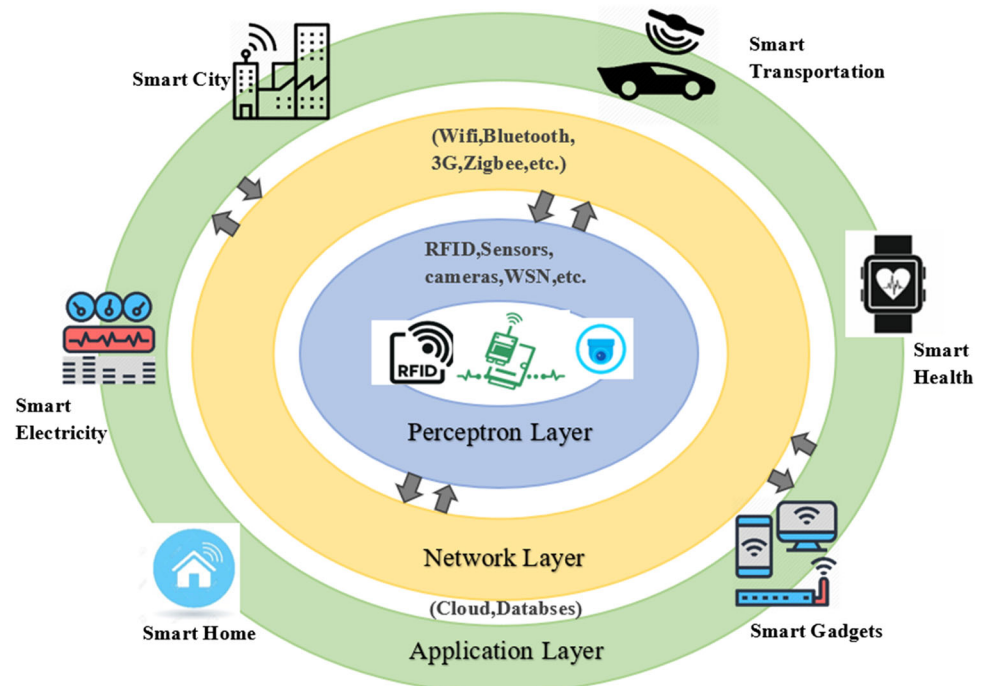 Smart City
Smart
Transportation
(Wifi,Bluetooth,
3G,Zigbee,etc.)
RFID,Sensors,
cameras,WSN,etc.
RFID
Smart
Health
Smart
Electricity
Perceptron Layer
Network Layer
(Cloud,Databses)
Smart Home
Smart Gadgets
Application Layer